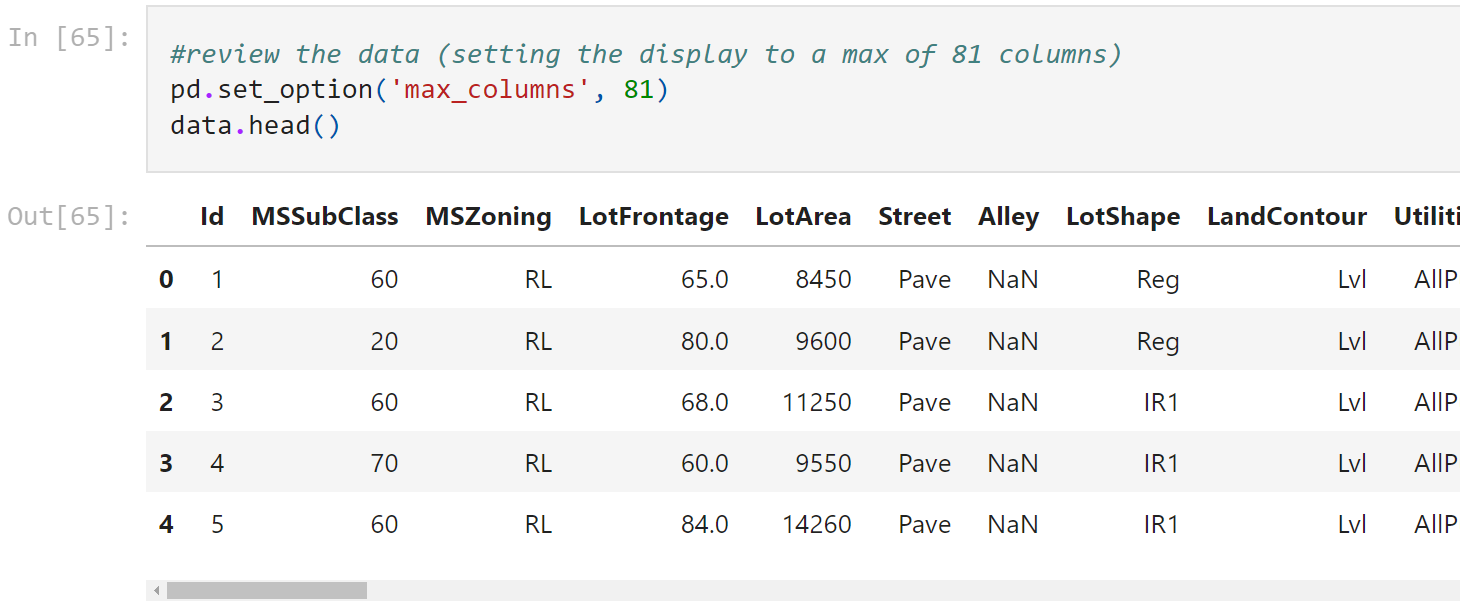 In [65]:
#review the data (setting the display to a max of 81 columns)
pd.set_option('max_columns', 81)
data.head()
Out[65]:
Id MSSubClass MSZoning LotFrontage LotArea Street Alley LotShape LandContour Utiliti
0 1 60 RL 65.0 8450 Pave NaN Reg Lvl AllP
1 2 20 RL 80.0 9600 Pave NaN Reg Lvl AllP
2 3 60 RL 68.0 11250 Pave NaN IR1 Lvl AllP
3 4 70 RL 60.0 9550 Pave NaN IR1 Lvl AllP
4 5 60 RL 84.0 14260 Pave NaN IR1 Lvl AllP